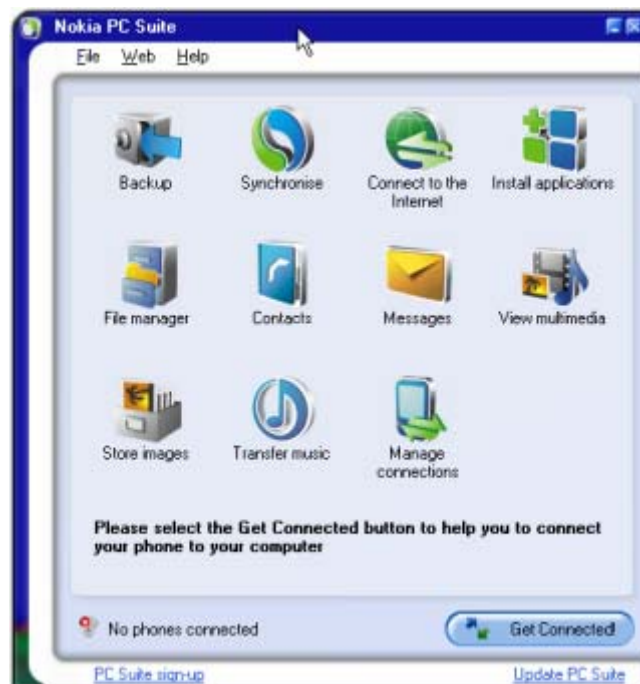 Nokia PC Suite
File Web Help
Backup Synchronise Connect to the Internet Install applications
File manager Contacts Messages View multimedia
Store images Transfer music Manage connections
Please select the Get Connected button to help you to connect
your phone to your computer
No phones connected Get Connected!
PC Suite sign-up Update PC Suite